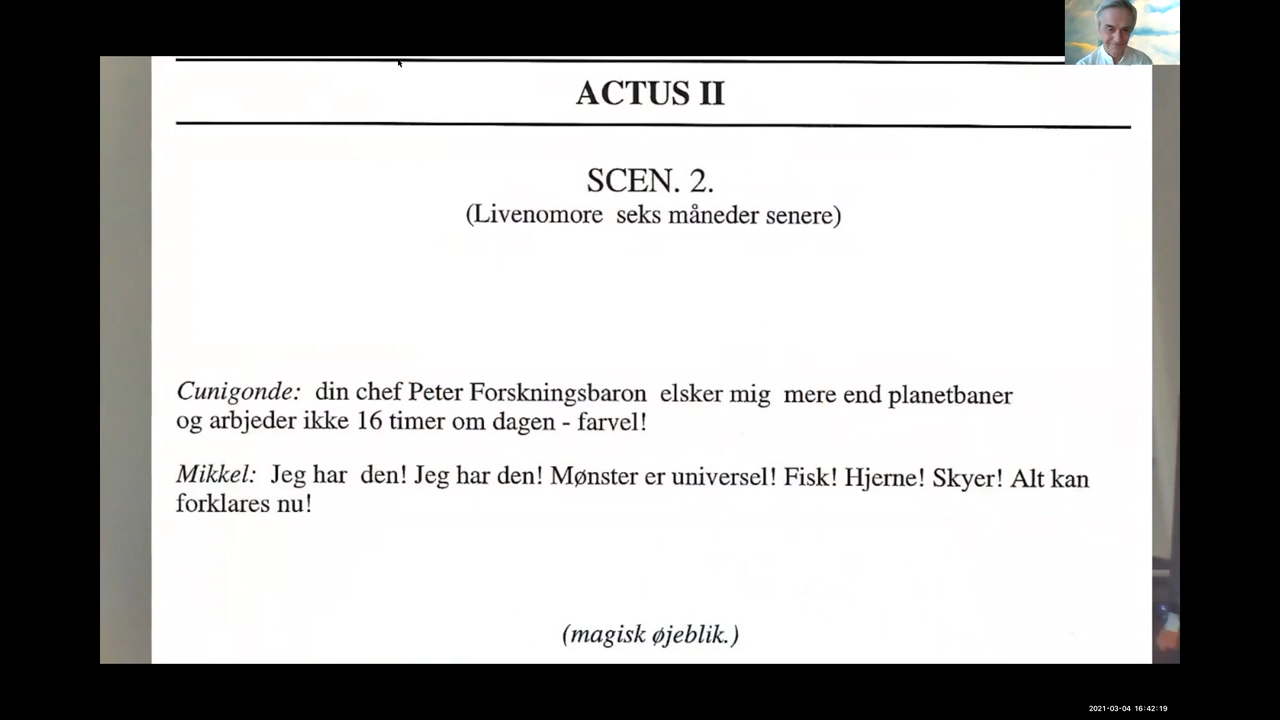 ACTUS II
SCEN. 2.
(Livenomore seks måneder senere)
Cunigonde: din chef Peter Forskningsbaron elsker mig mere end planetbaner
og arbjeder ikke 16 timer om dagen - farvel!
Mikkel: Jeg har den! Jeg har den! Mønster er universel! Fisk! Hjerne! Skyer! Alt kan
forklares nu!
(magisk øjeblik.)
2021-03-04 16:42:19